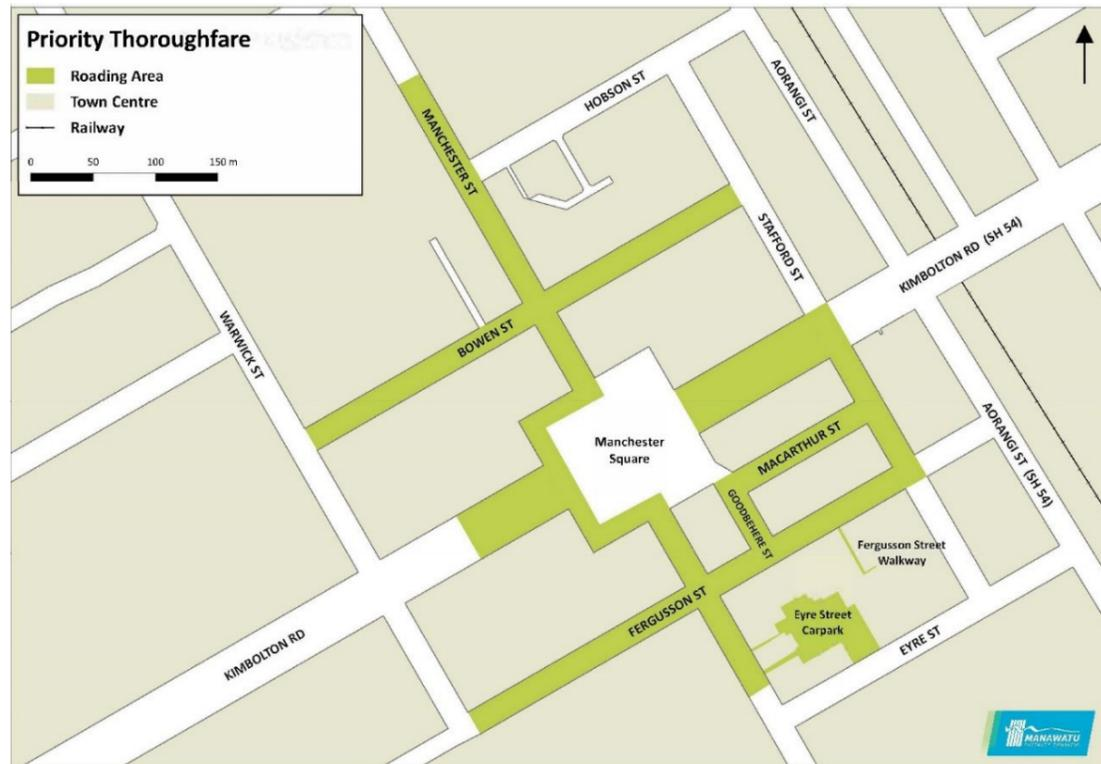 Priority Thoroughfare
Roading Area
Town Centre
Railway
0 50 100 150 m
HOBSON ST
AORANGI ST
MANCHESTER ST
STAFFORD ST
KIMBOLTON RD (SH 54)
WARWICK ST
BOWEN ST
Manchester
Square
MACARTHUR ST
AORANGI ST (SH 54)
GOODBEHERE ST
Fergusson Street
Walkway
FERGUSSON ST
Eyre Street
Carpark
EYRE ST
KIMBOLTON RD
MANAWATU